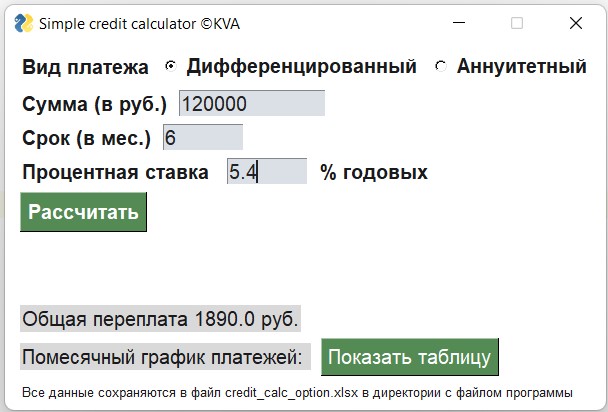 Simple credit calculator ©KVA
Вид платежа Дифференцированный Аннуитетный
Сумма (в руб.) 120000
Срок (в мес.) 6
Процентная ставка 5.4 % годовых
Рассчитать
Общая переплата 1890.0 руб.
Помесячный график платежей: Показать таблицу
Все данные сохраняются в файл credit_calc_option.xlsx в директории с файлом программы